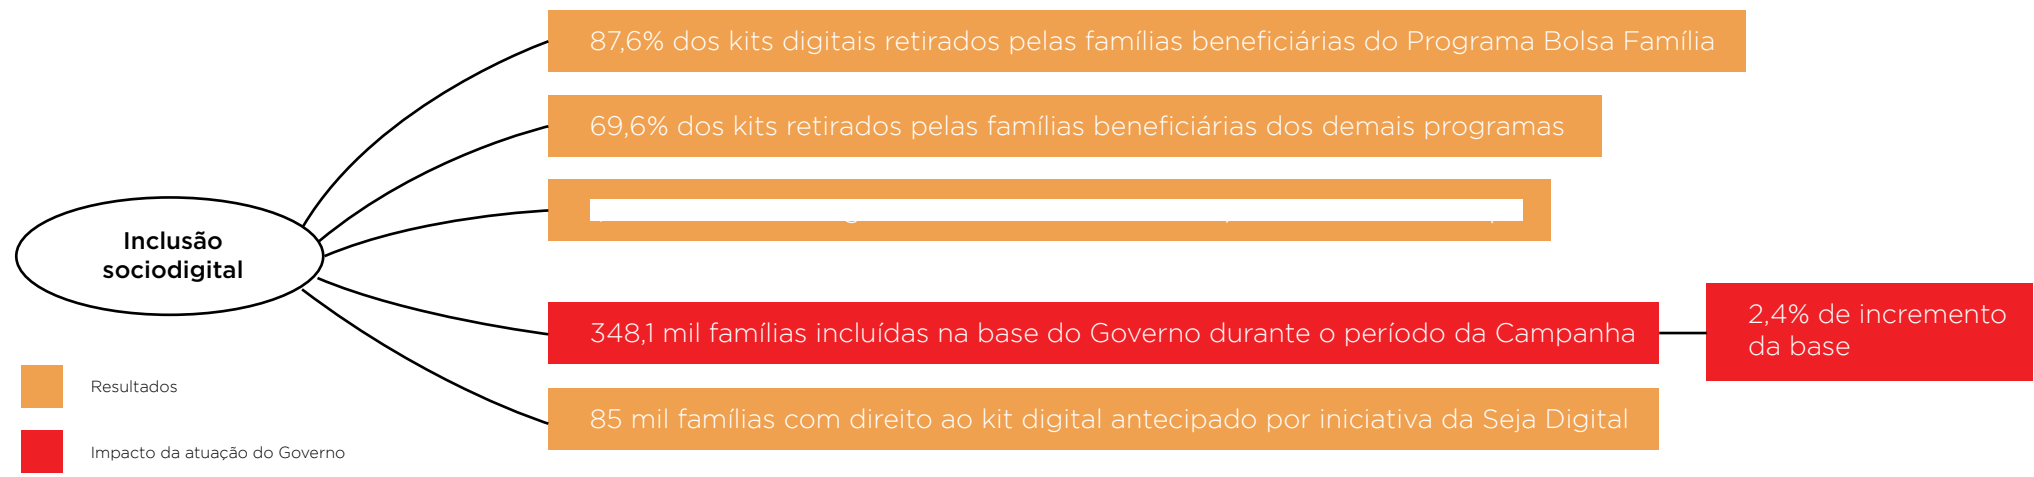 87,6% dos kits digitais retirados pelas famílias beneficiárias do Programa Bolsa Família
69,6% dos kits retirados pelas famílias beneficiárias dos demais programas
Inclusão
sociodigital
348,1 mil famílias incluídas na base do Governo durante o período da Campanha
2,4% de incremento
da base
85 mil famílias com direito ao kit digital antecipado por iniciativa da Seja Digital
Resultados
Impacto da atuação do Governo